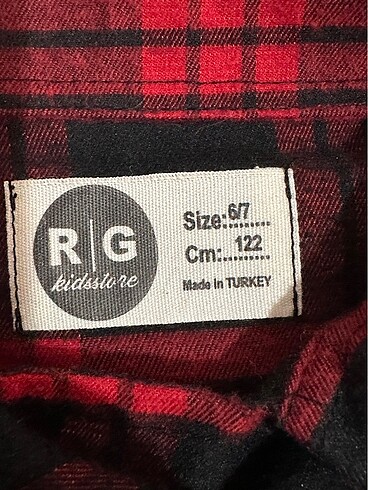 R|G
kidsstore
Size:..6/7..........
Cm:...122.......
Made in TURKEY